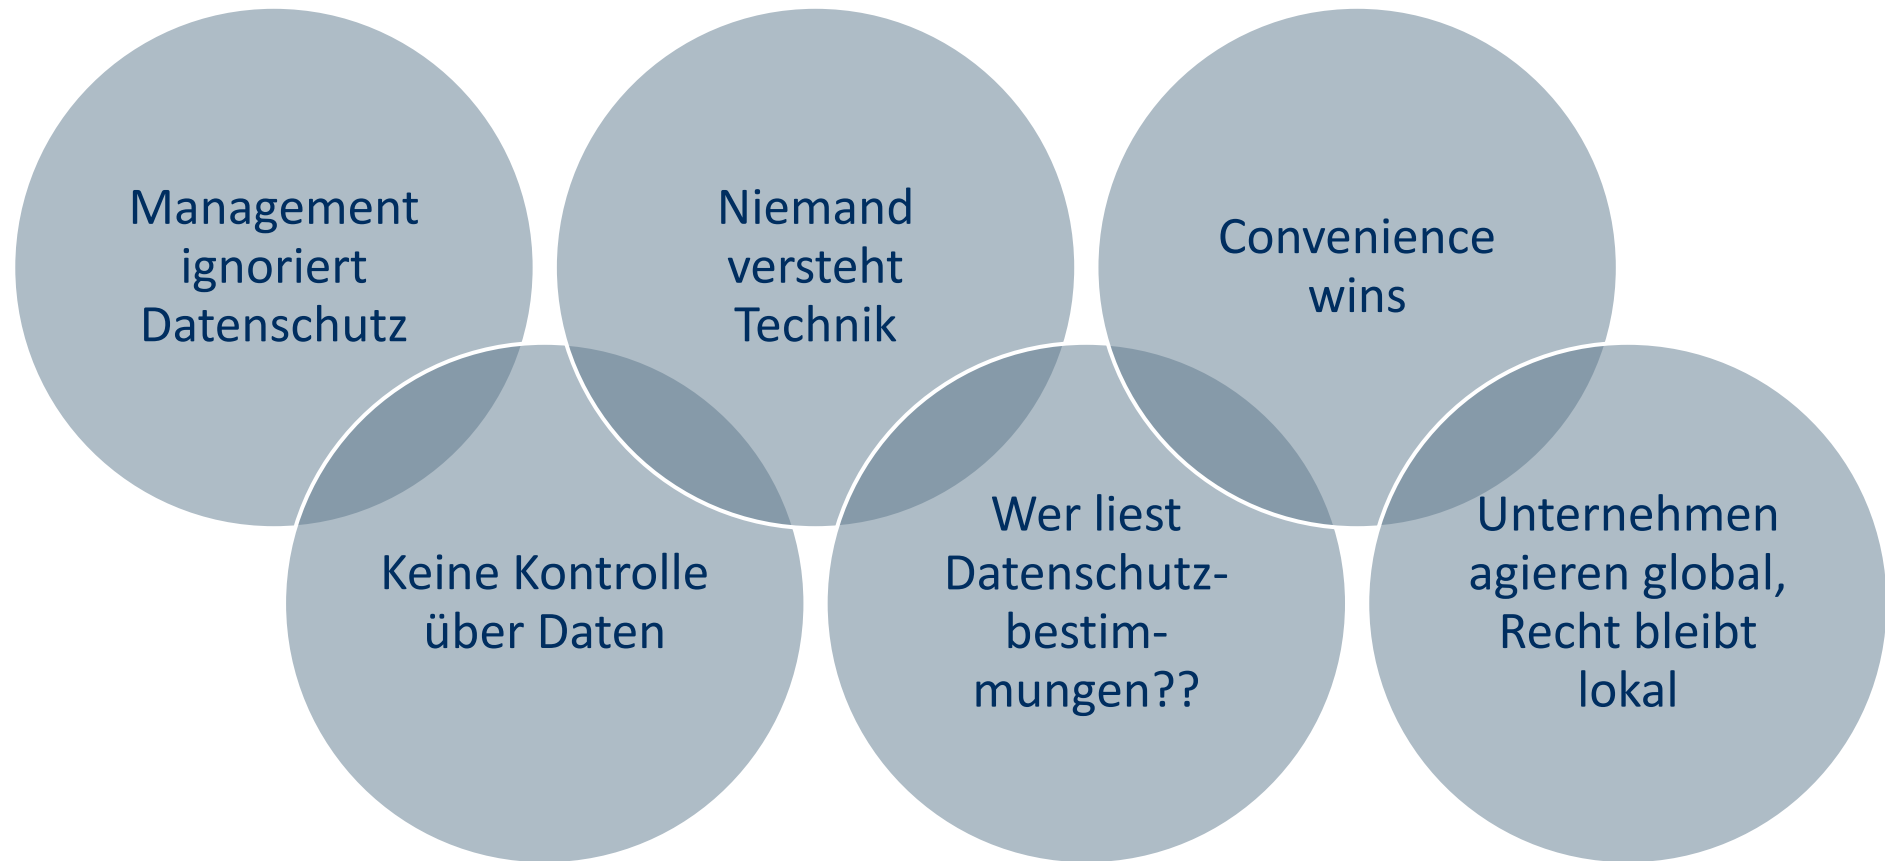 Management
ignoriert
Datenschutz
Niemand
versteht
Technik
Convenience
wins
Keine Kontrolle
über Daten
Wer liest
Datenschutz-
bestim-
mungen??
Unternehmen
agieren global,
Recht bleibt
lokal